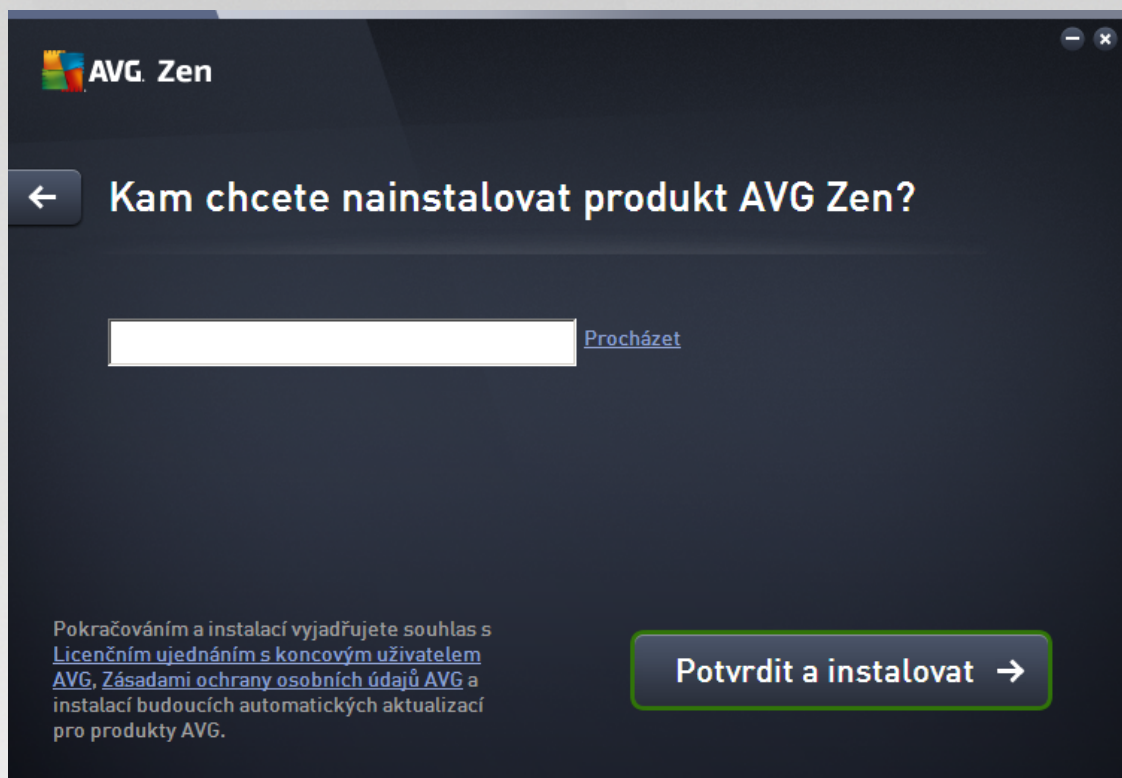 AVG. Zen
Kam chcete nainstalovat produkt AVG Zen?
Procházet
Pokračováním a instalací vyjadřujete souhlas s
Licenčním ujednáním s koncovým uživatelem
AVG, Zásadami ochrany osobních údajů AVG a
instalací budoucích automatických aktualizací
pro produkty AVG.
Potvrdit a instalovat